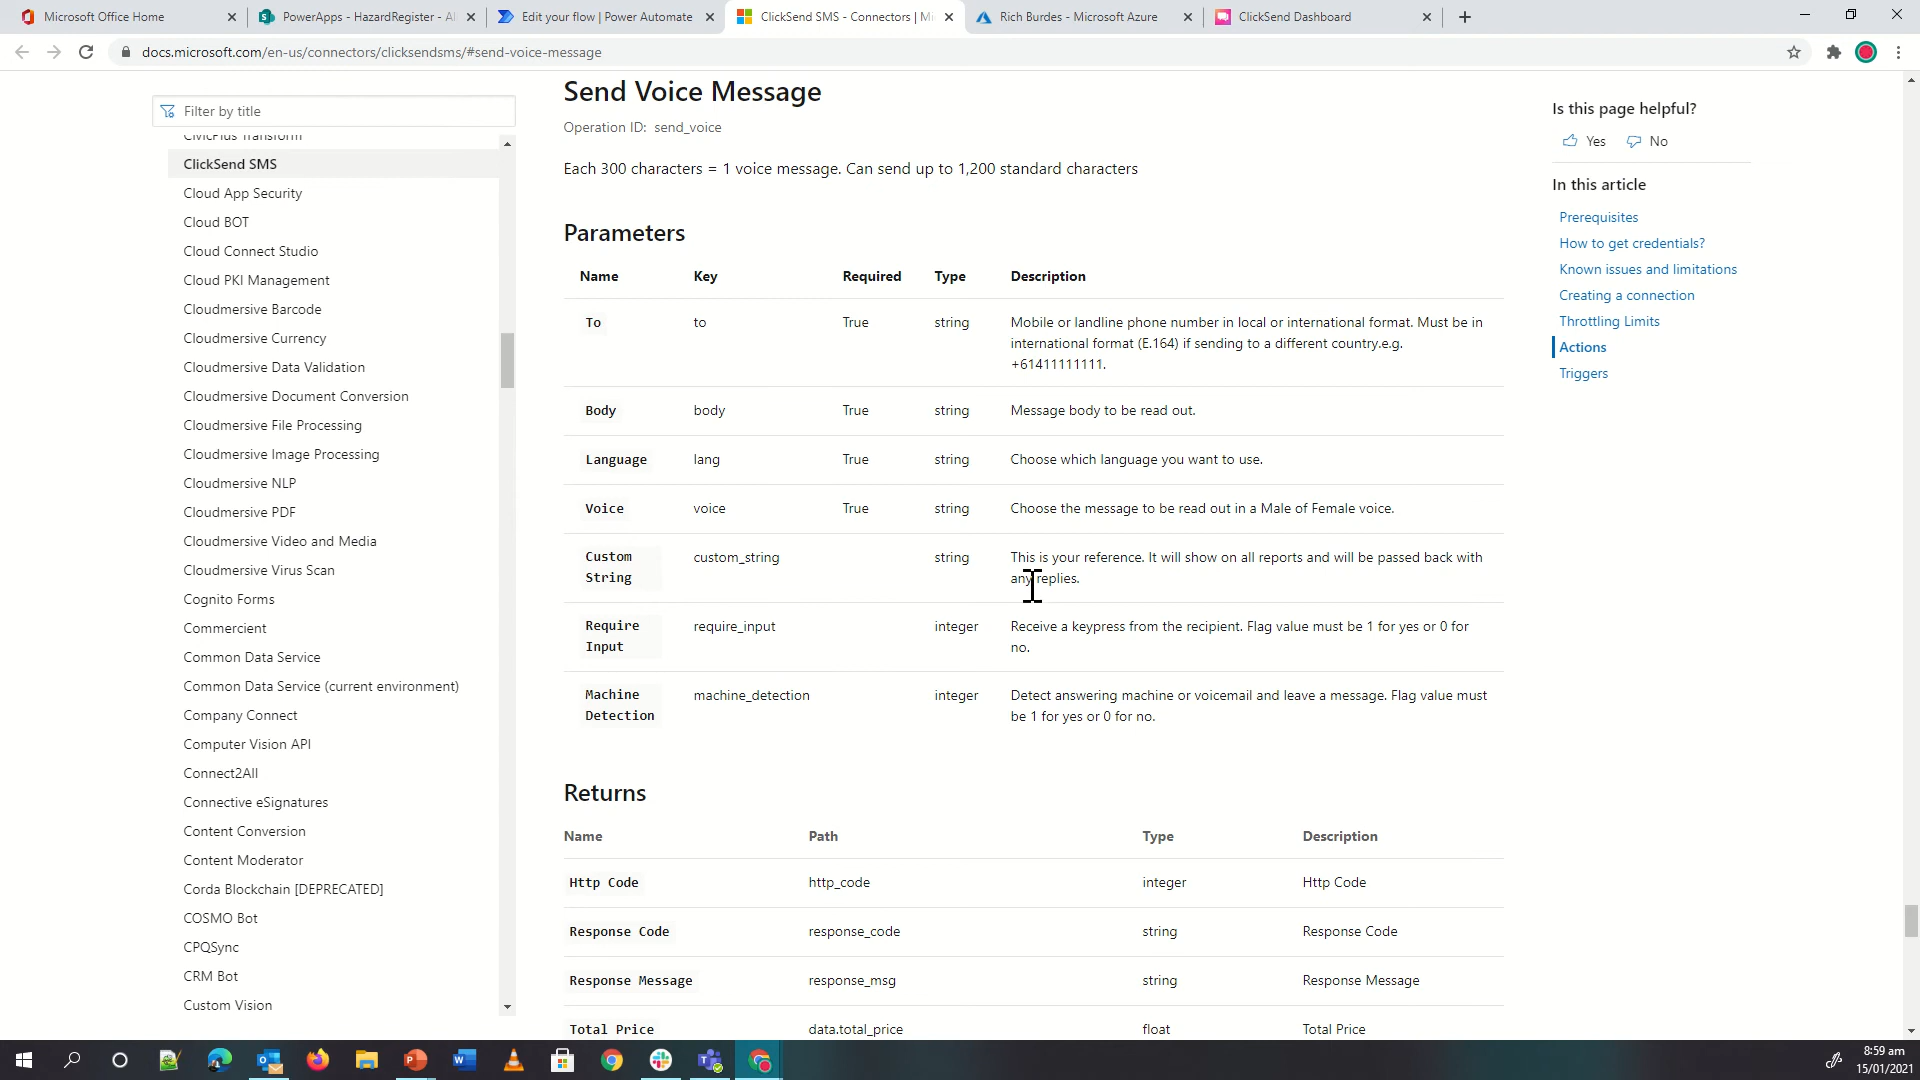 Microsoft Office Home
PowerApps - HazardRegister - Al
Edit your flow | Power Automate
ClickSend SMS - Connectors | Mi
Rich Burdes - Microsoft Azure
ClickSend Dashboard
docs.microsoft.com/en-us/connectors/clicksendsms/#send-voice-message
Filter by title
CivicPlus Transform
ClickSend SMS
Cloud App Security
Cloud BOT
Cloud Connect Studio
Cloud PKI Management
Cloudmersive Barcode
Cloudmersive Currency
Cloudmersive Data Validation
Cloudmersive Document Conversion
Cloudmersive File Processing
Cloudmersive Image Processing
Cloudmersive NLP
Cloudmersive PDF
Cloudmersive Video and Media
Cloudmersive Virus Scan
Cognito Forms
Commercient
Common Data Service
Common Data Service (current environment)
Company Connect
Computer Vision API
Connect2All
Connective eSignatures
Content Conversion
Content Moderator
Corda Blockchain [DEPRECATED]
COSMO Bot
CPQSync
CRM Bot
Custom Vision
Send Voice Message
Operation ID: send_voice
Each 300 characters = 1 voice message. Can send up to 1,200 standard characters
Parameters
Name Key Required Type Description
To to True string Mobile or landline phone number in local or international format. Must be in
international format (E.164) if sending to a different country.e.g.
+61411111111.
Body body True string Message body to be read out.
Language lang True string Choose which language you want to use.
Voice voice True string Choose the message to be read out in a Male of Female voice.
Custom custom_string string This is your reference. It will show on all reports and will be passed back with
String any replies.
Require require_input integer Receive a keypress from the recipient. Flag value must be 1 for yes or 0 for
Input no.
Machine machine_detection integer Detect answering machine or voicemail and leave a message. Flag value must
Detection be 1 for yes or 0 for no.
Returns
Name Path Type Description
Http Code http_code integer Http Code
Response Code response_code string Response Code
Response Message response_msg string Response Message
Total Price data.total_price float Total Price
Is this page helpful?
Yes No
In this article
Prerequisites
How to get credentials?
Known issues and limitations
Creating a connection
Throttling Limits
Actions
Triggers
8:59 am
15/01/2021